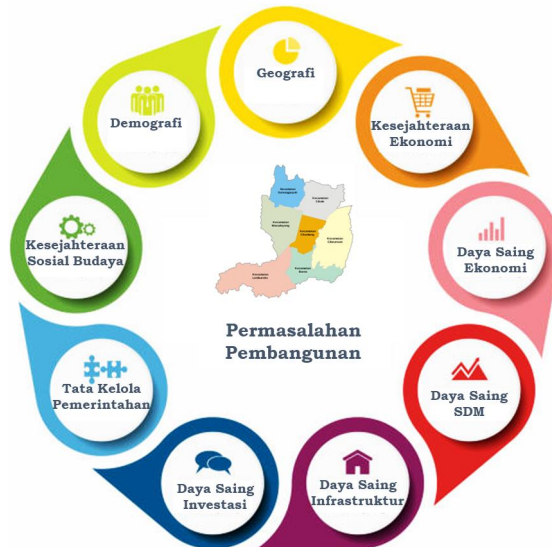 Geografi
Kesejahteraan
Ekonomi
Daya Saing
Ekonomi
Daya Saing
SDM
Daya Saing
Infrastruktur
Daya Saing
Investasi
Tata Kelola
Pemerintahan
Kesejahteraan
Sosial Budaya
Demografi
Permasalahan
Pembangunan